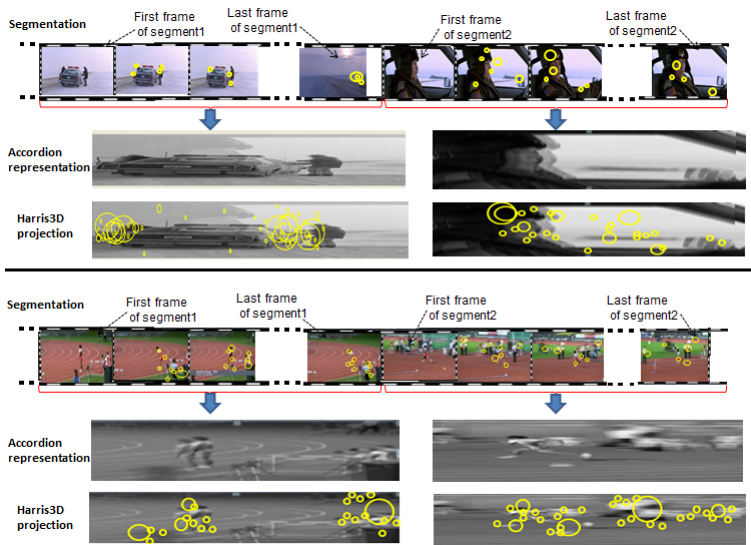 Segmentation
First frame
of segment1
Last frame
of segment1
First frame
of segment2
Last frame
of segment2
Accordion
representation
Harris3D
projection
Segmentation
First frame
of segment1
Last frame
of segment1
First frame
of segment2
Last frame
of segment2
Accordion
representation
Harris3D
projection